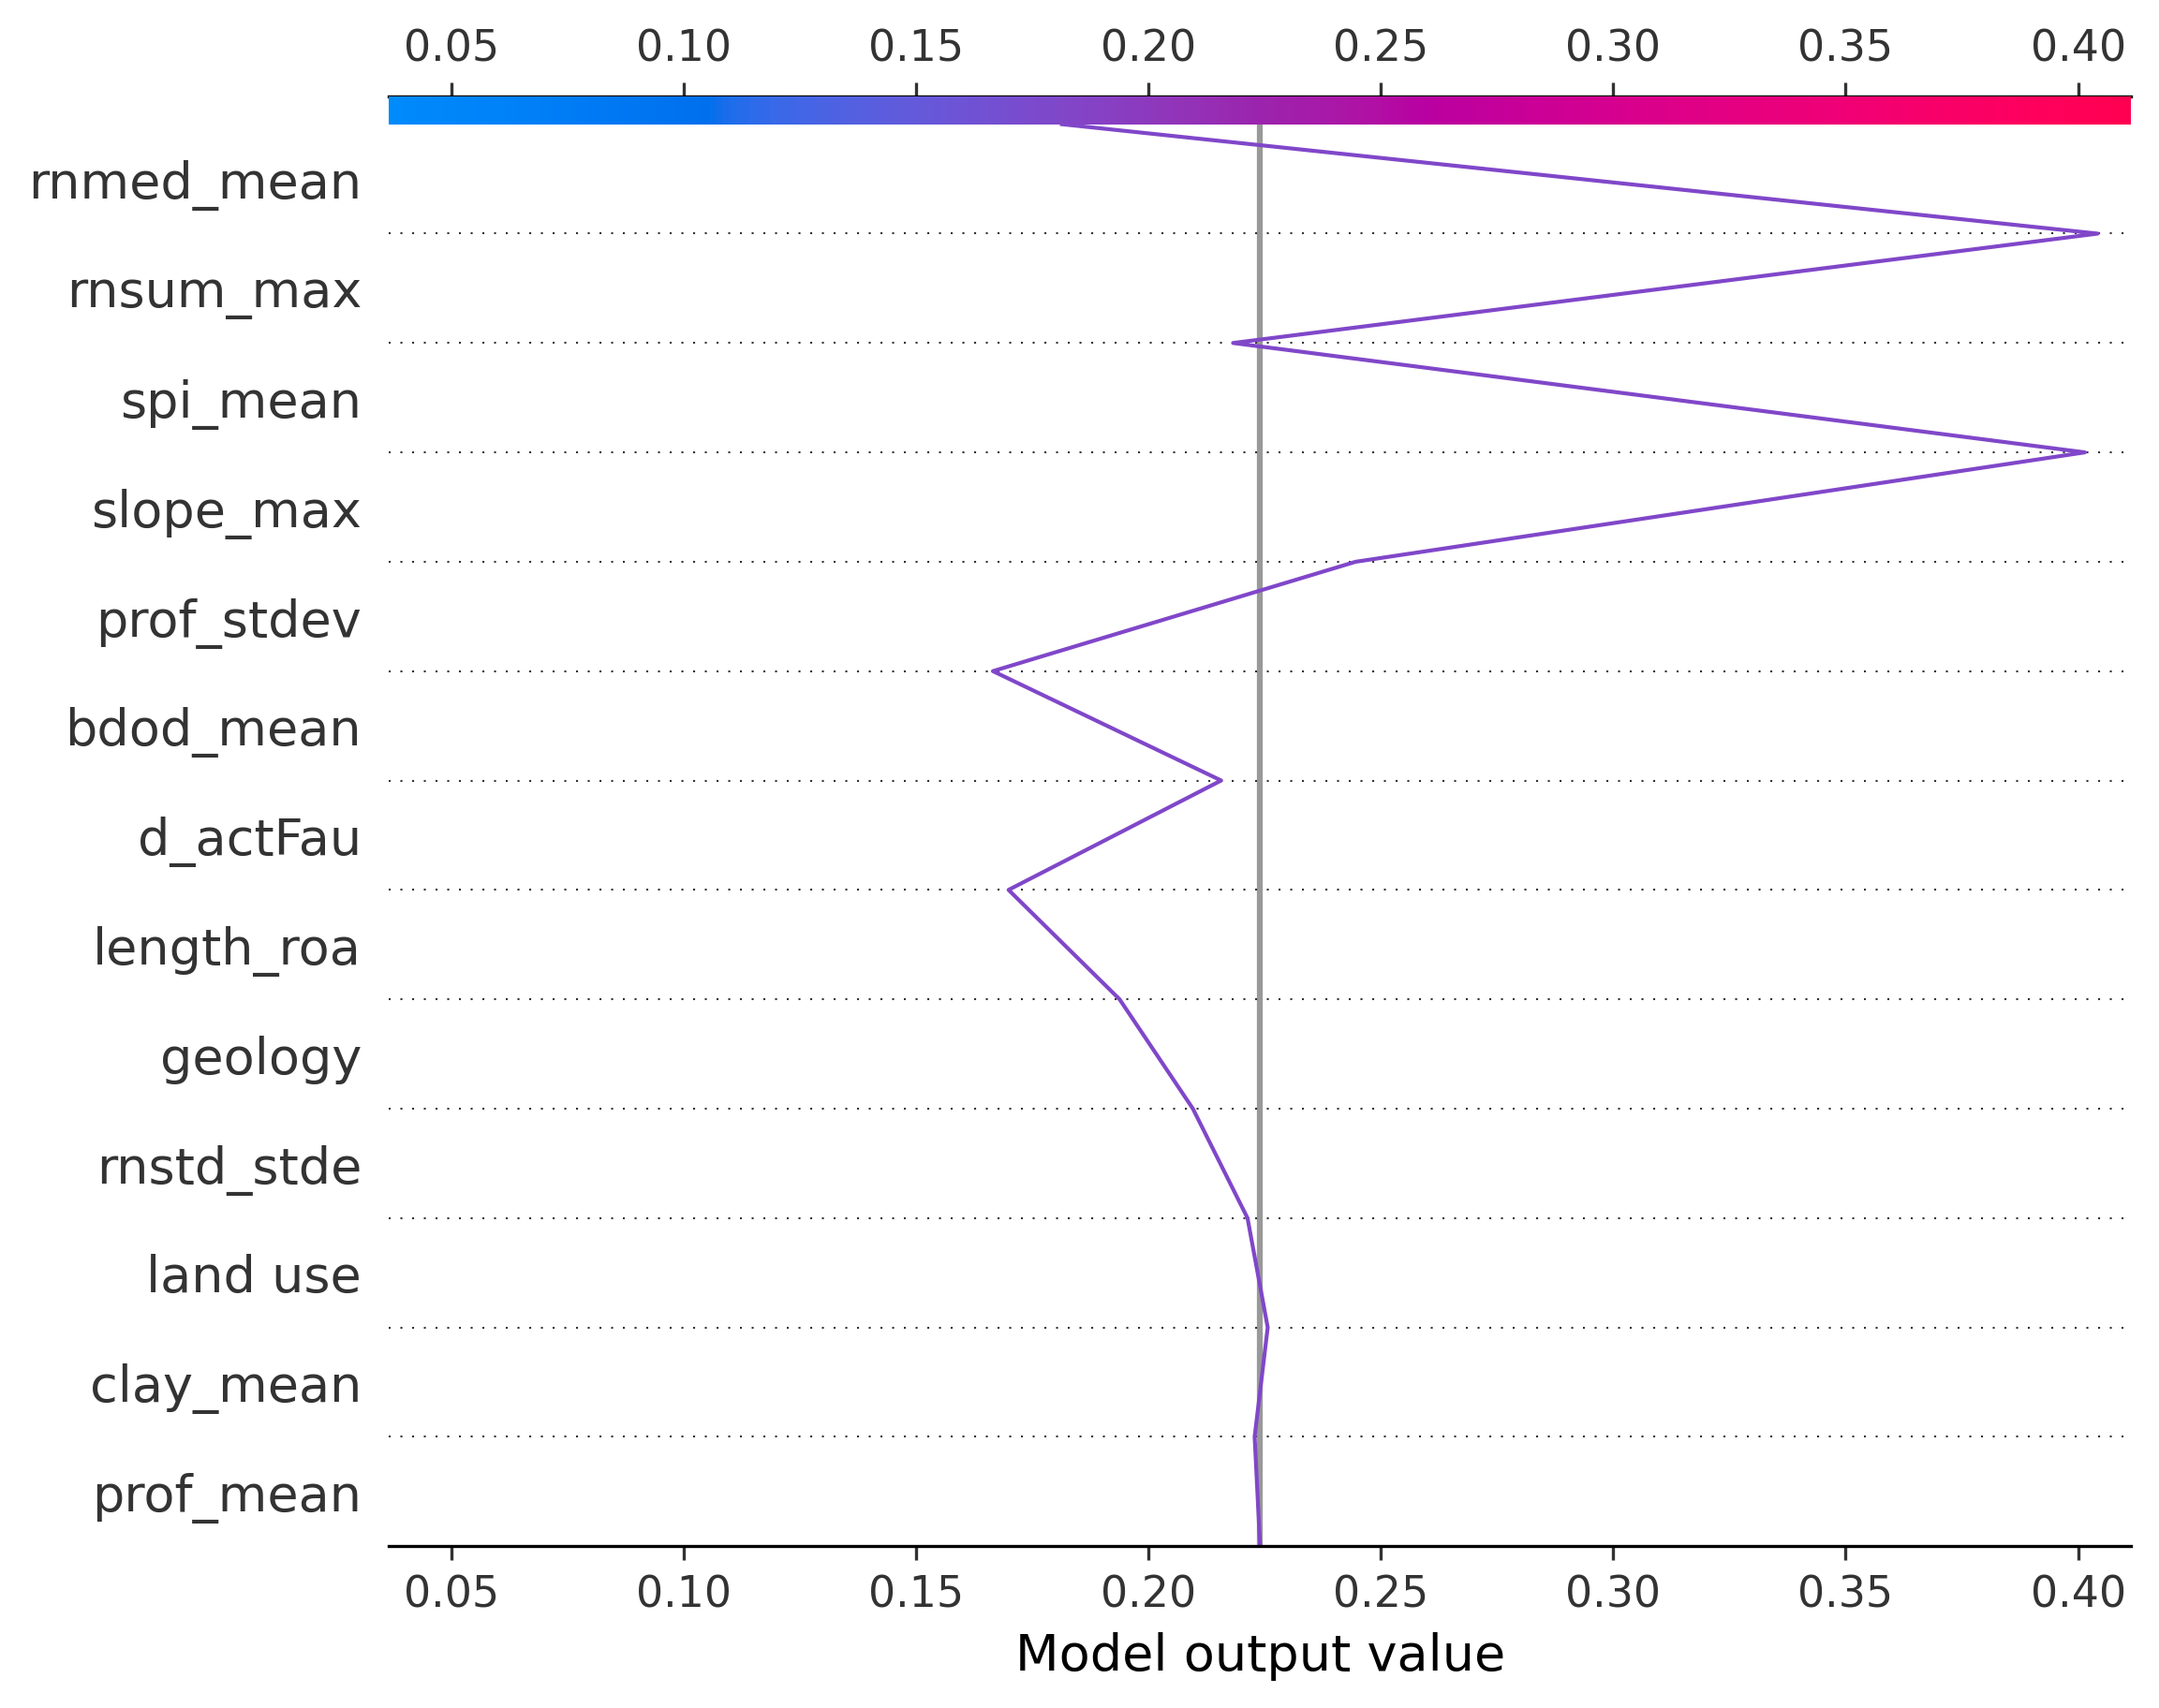 0.05 0.10 0.15 0.20 0.25 0.30 0.35 0.40
rnmed_mean
rnsum_max
spi_mean
slope_max
prof_stdev
bdod_mean
d_actFau
length_roa
geology
rnstd_stde
land use
clay_mean
prof_mean
0.05 0.10 0.15 0.20 0.25 0.30 0.35 0.40
Model output value